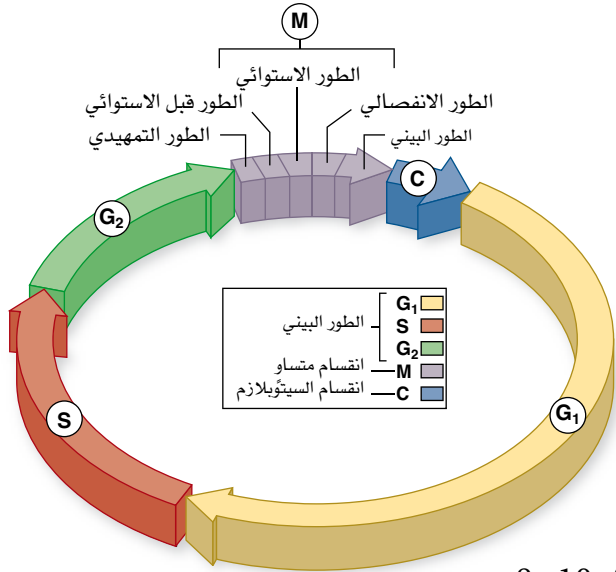 M
الطور الاستوائي
الطور قبل الاستوائي
الطور الانفصالي
الطور التمهيدي
الطور البيني
C
G2
G1
S
G1
S
G2
الطور البيني
M انقسام متساو
C انقسام السيتوبلازم